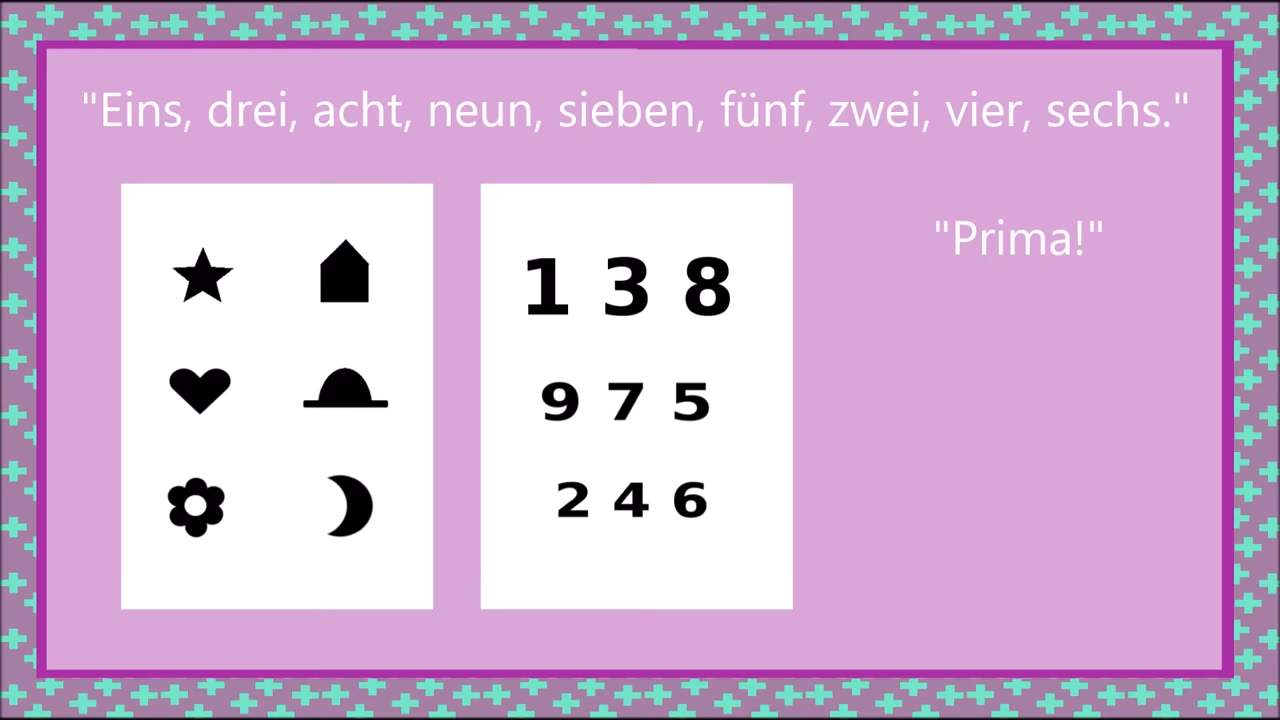 "Eins, drei, acht, neun, sieben, fünf, zwei, vier, sechs."
"Prima!"
1 3 8
9 7 5
2 4 6